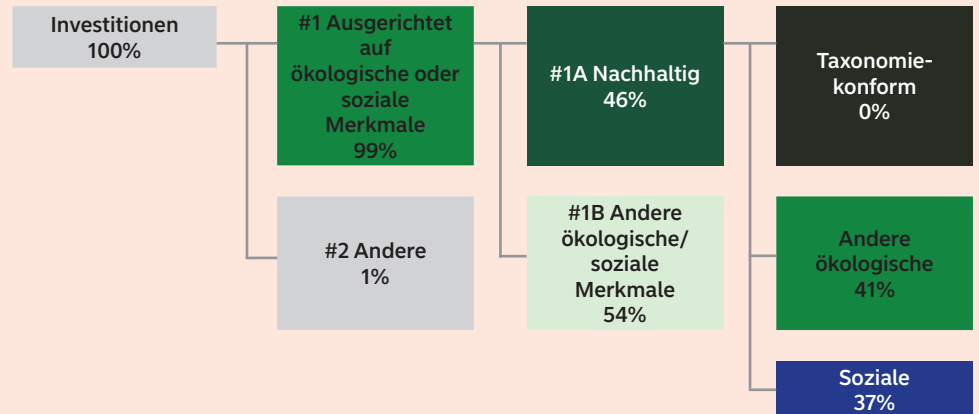 Investitionen
100%
#1 Ausgerichtet
auf
ökologische oder
soziale
Merkmale
99%
#2 Andere
1%
#1A Nachhaltig
46%
#1B Andere
ökologische/
soziale
Merkmale
54%
Taxonomie-
konform
0%
Andere
ökologische
41%
Soziale
37%